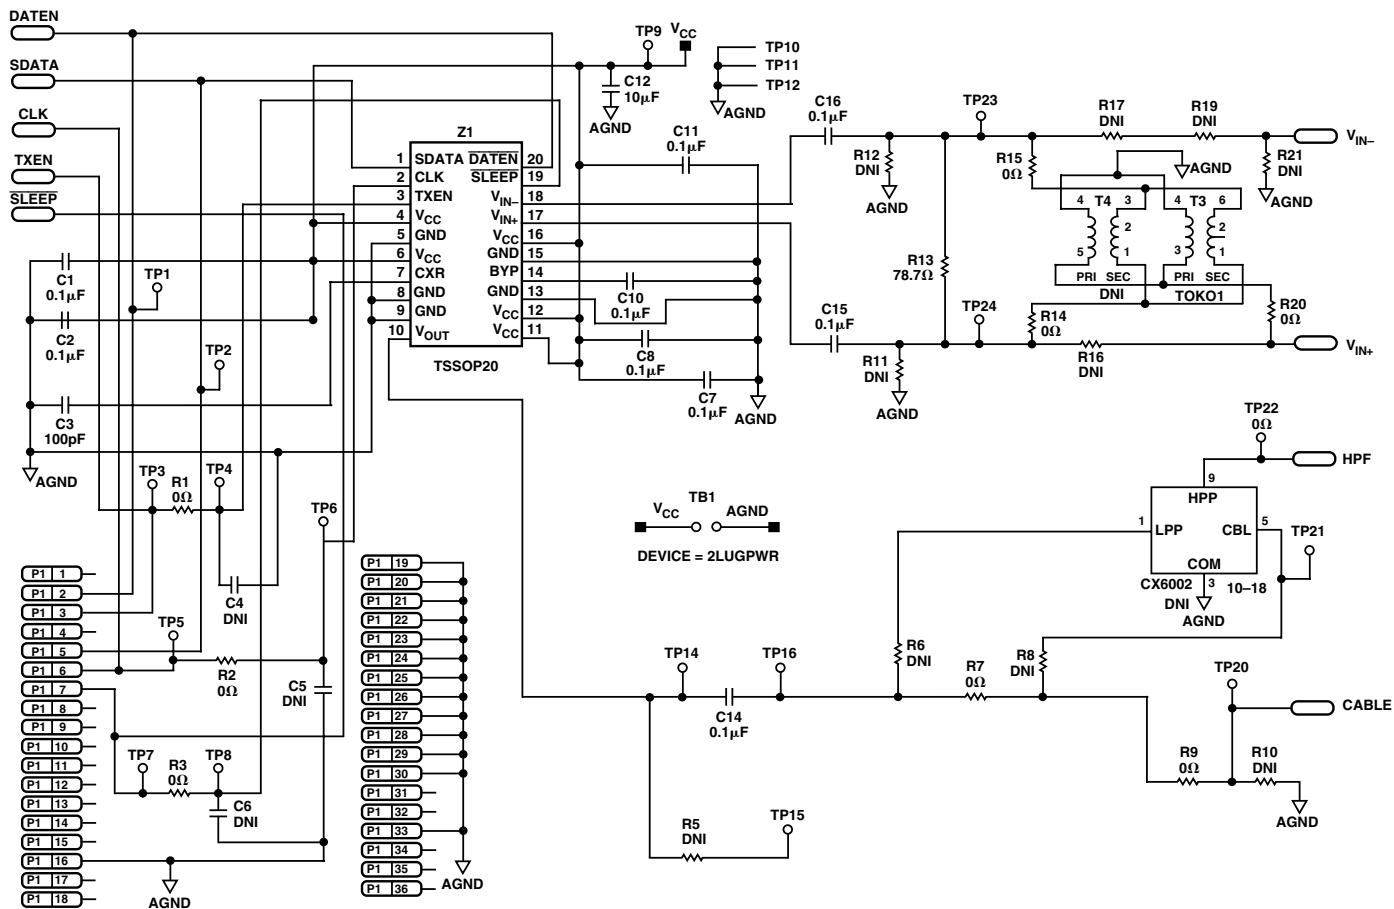 DATEN
SDATA
CLK
TXEN
SLEEP
TP9
VCC
C12
10µF
AGND
TP10
TP11
TP12
AGND
Z1
1 SDATA DATEN 20
2 CLK SLEEP 19
3 TXEN VIN– 18
4 VCC VIN+ 17
5 GND VCC 16
6 VCC GND 15
7 CXR BYP 14
8 GND GND 13
9 GND VCC 12
10 VOUT VCC 11
TSSOP20
C11
0.1µF
C10
0.1µF
C8
0.1µF
C7
0.1µF
AGND
C16
0.1µF
C15
0.1µF
R12
DNI
AGND
R11
DNI
AGND
R13
78.7Ω
TP23
TP24
R17
DNI
R19
DNI
R15
0Ω
AGND
R21
DNI
AGND
VIN–
4 T4 3
2
5 1
PRI SEC
DNI
4 T3 6
2
3 1
PRI SEC
TOKO1
R14
0Ω
R16
DNI
R20
0Ω
VIN+
C1
0.1µF
C2
0.1µF
C3
100pF
AGND
TP1
TP2
TP3
R1
0Ω
TP4
C4
DNI
TP5
R2
0Ω
TP6
C5
DNI
TP7
R3
0Ω
TP8
C6
DNI
AGND
P1 1
P1 2
P1 3
P1 4
P1 5
P1 6
P1 7
P1 8
P1 9
P1 10
P1 11
P1 12
P1 13
P1 14
P1 15
P1 16
P1 17
P1 18
P1 19
P1 20
P1 21
P1 22
P1 23
P1 24
P1 25
P1 26
P1 27
P1 28
P1 29
P1 30
P1 31
P1 32
P1 33
P1 34
P1 35
P1 36
AGND
VCC TB1 AGND
DEVICE = 2LUGPWR
TP14
C14
0.1µF
TP16
R5
DNI
TP15
R6
DNI
R7
0Ω
R8
DNI
R9
0Ω
R10
DNI
AGND
TP20
CABLE
TP22
0Ω
HPF
9
HPP
1 LPP CBL 5
COM
3
CX6002 10–18
DNI
AGND
TP21